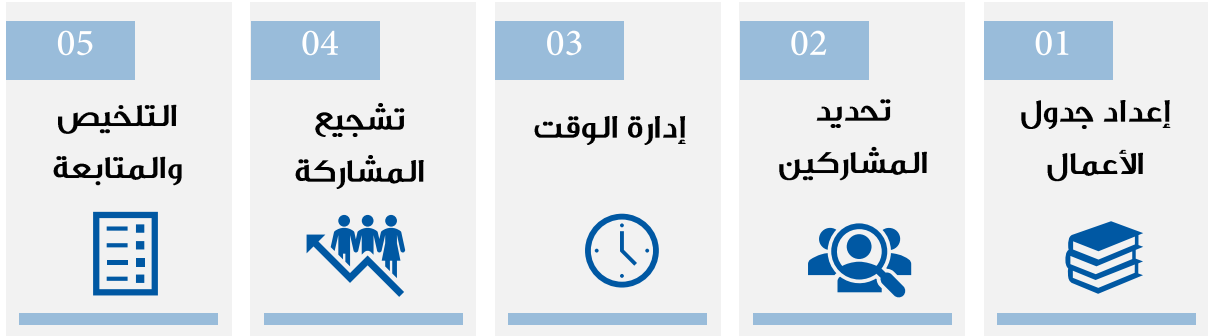 01
إعداد جدول
الأعمال
02
تحديد
المشاركين
03
إدارة الوقت
04
تشجيع
المشاركة
05
التلخيص
والمتابعة